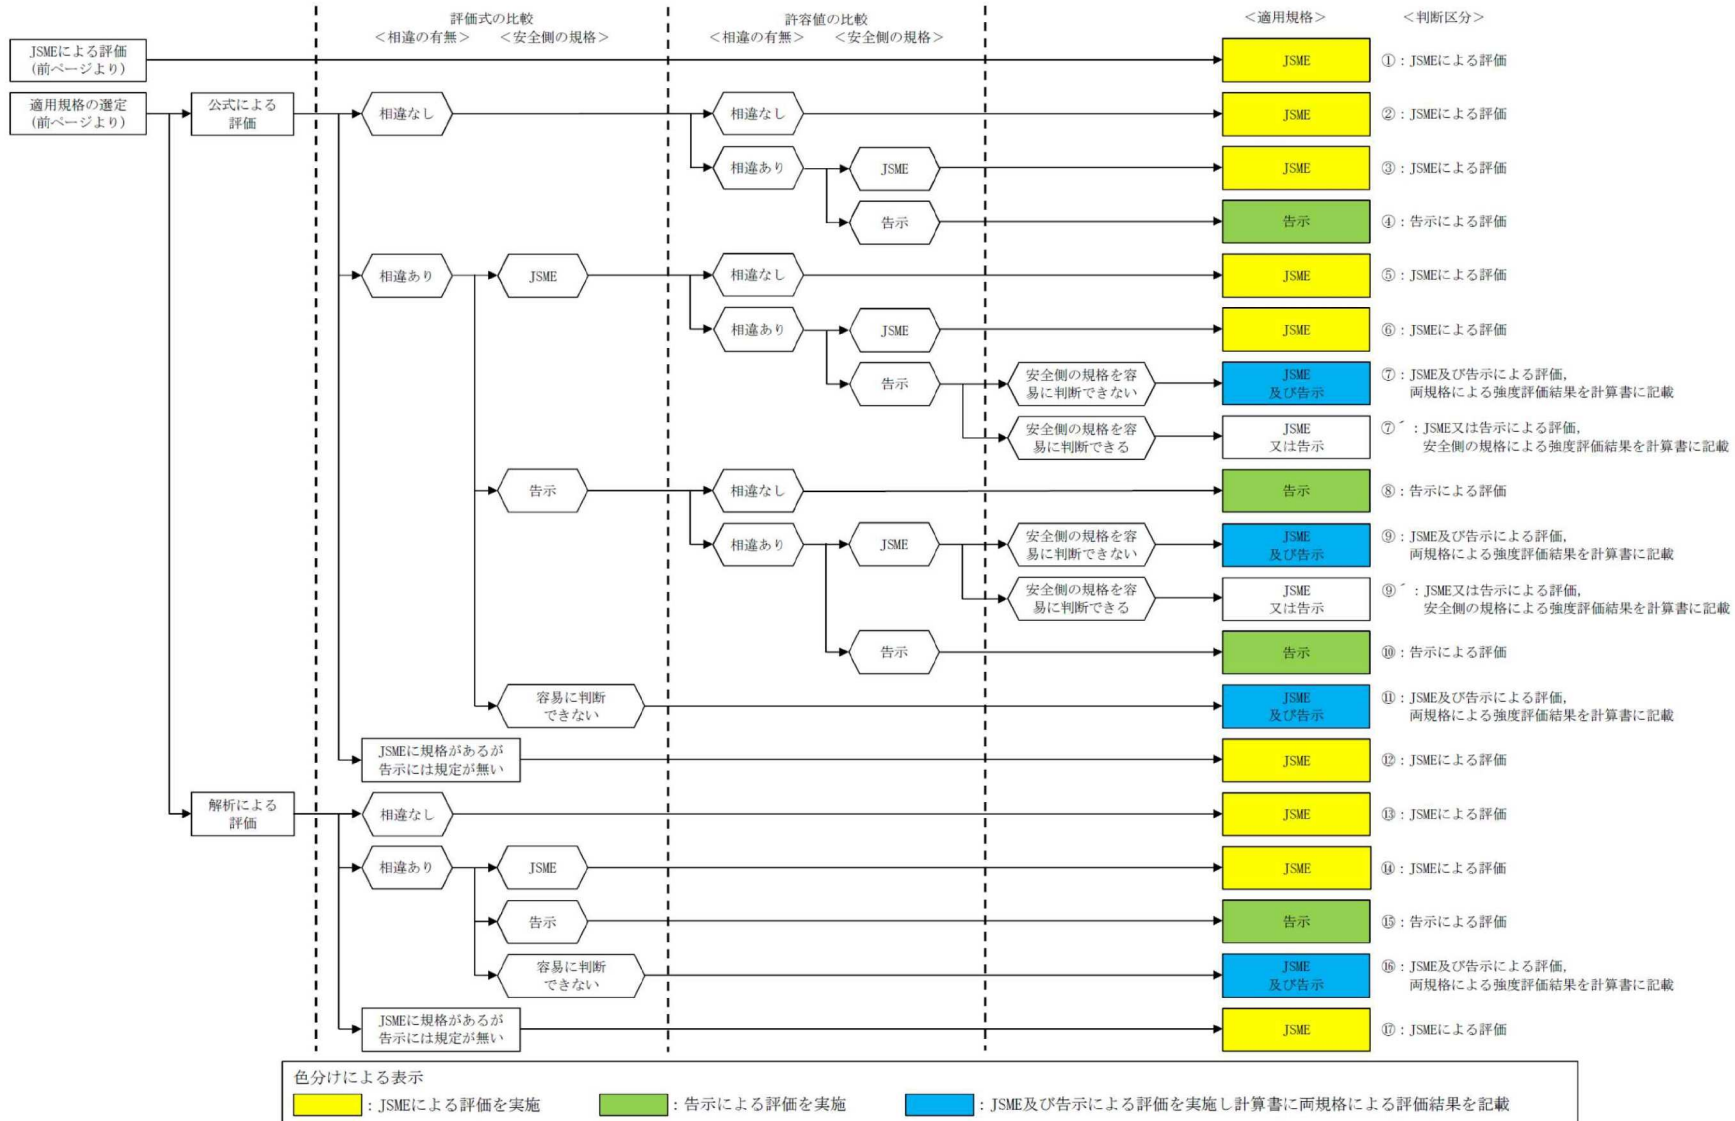 評価式の比較
許容値の比較
＜適用規格＞
＜判断区分＞
＜相違の有無＞
＜安全側の規格＞
＜相違の有無＞
＜安全側の規格＞
JSMEによる評価
(前ページより)
JSME
①：JSMEによる評価
適用規格の選定
(前ページより)
公式による
評価
相違なし
相違なし
JSME
②：JSMEによる評価
相違あり
JSME
JSME
③：JSMEによる評価
告示
告示
④：告示による評価
相違あり
JSME
相違なし
JSME
⑤：JSMEによる評価
相違あり
JSME
JSME
⑥：JSMEによる評価
告示
安全側の規格を容
易に判断できない
JSME
及び告示
⑦：JSME及び告示による評価,
両規格による強度評価結果を計算書に記載
安全側の規格を容
易に判断できる
JSME
又は告示
⑦´：JSME又は告示による評価,
安全側の規格による強度評価結果を計算書に記載
告示
相違なし
告示
⑧：告示による評価
相違あり
JSME
安全側の規格を容
易に判断できない
JSME
及び告示
⑨：JSME及び告示による評価,
両規格による強度評価結果を計算書に記載
安全側の規格を容
易に判断できる
JSME
又は告示
⑨´：JSME又は告示による評価,
安全側の規格による強度評価結果を計算書に記載
告示
告示
⑩：告示による評価
容易に判断
できない
JSME
及び告示
⑪：JSME及び告示による評価,
両規格による強度評価結果を計算書に記載
JSMEに規格があるが
告示には規定が無い
JSME
⑫：JSMEによる評価
解析による
評価
相違なし
JSME
⑬：JSMEによる評価
相違あり
JSME
JSME
⑭：JSMEによる評価
告示
告示
⑮：告示による評価
容易に判断
できない
JSME
及び告示
⑯：JSME及び告示による評価,
両規格による強度評価結果を計算書に記載
JSMEに規格があるが
告示には規定が無い
JSME
⑰：JSMEによる評価
色分けによる表示
：JSMEによる評価を実施
：告示による評価を実施
：JSME及び告示による評価を実施し計算書に両規格による評価結果を記載